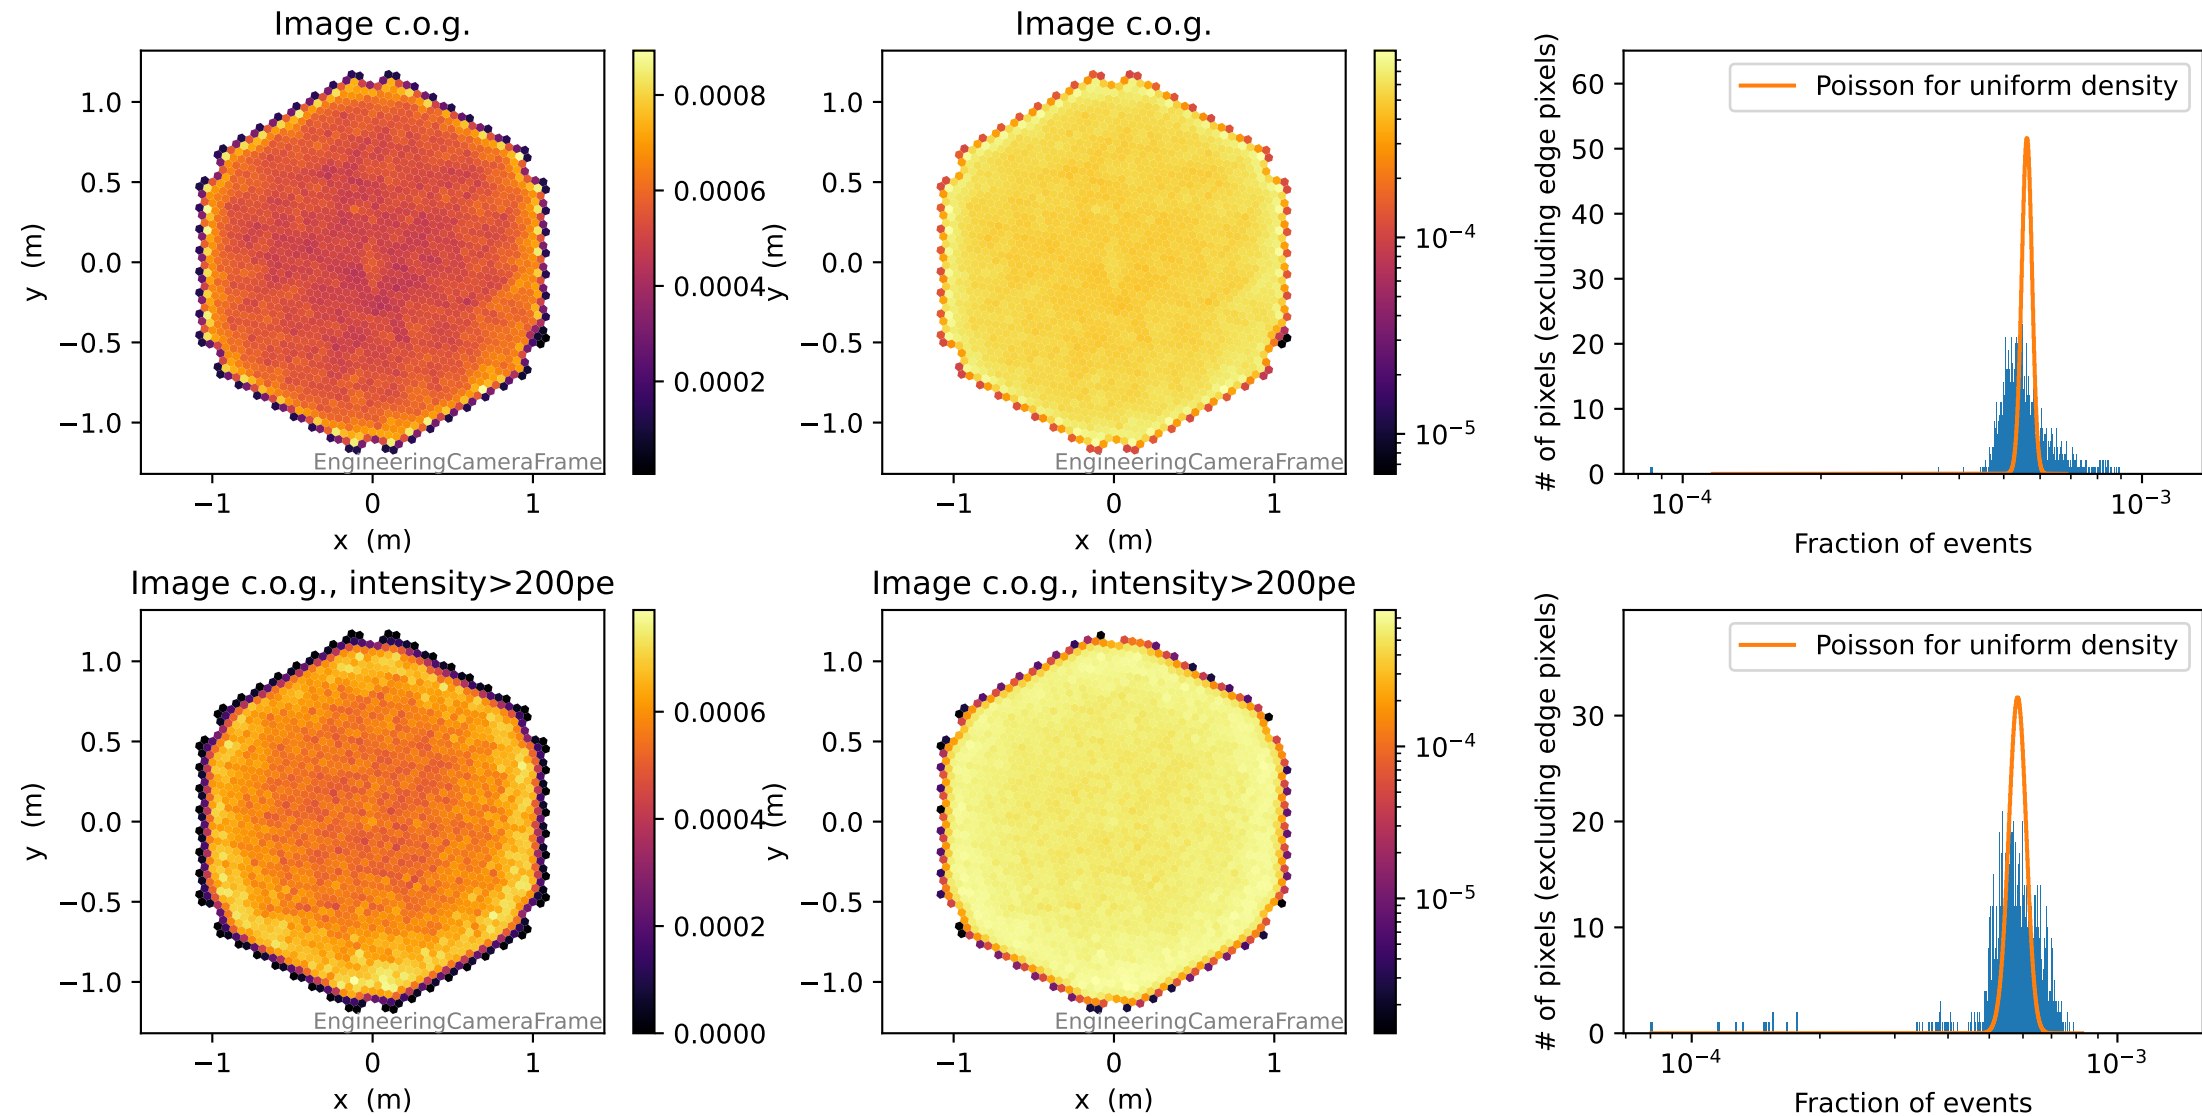 Image c.o.g.
1.0
0.5
0.0
−0.5
−1.0
y (m)
−1
0
1
x (m)
EngineeringCameraFrame
0.0008
0.0006
0.0004
0.0002
Image c.o.g.
1.0
0.5
0.0
−0.5
−1.0
y (m)
−1
0
1
x (m)
EngineeringCameraFrame
10⁻⁴
10⁻⁵
Poisson for uniform density
60
50
40
30
20
10
0
# of pixels (excluding edge pixels)
10⁻⁴
10⁻³
Fraction of events
Image c.o.g., intensity>200pe
1.0
0.5
0.0
−0.5
−1.0
y (m)
−1
0
1
x (m)
EngineeringCameraFrame
0.0006
0.0004
0.0002
0.0000
Image c.o.g., intensity>200pe
1.0
0.5
0.0
−0.5
−1.0
y (m)
−1
0
1
x (m)
EngineeringCameraFrame
10⁻⁴
10⁻⁵
Poisson for uniform density
30
20
10
0
# of pixels (excluding edge pixels)
10⁻⁴
10⁻³
Fraction of events